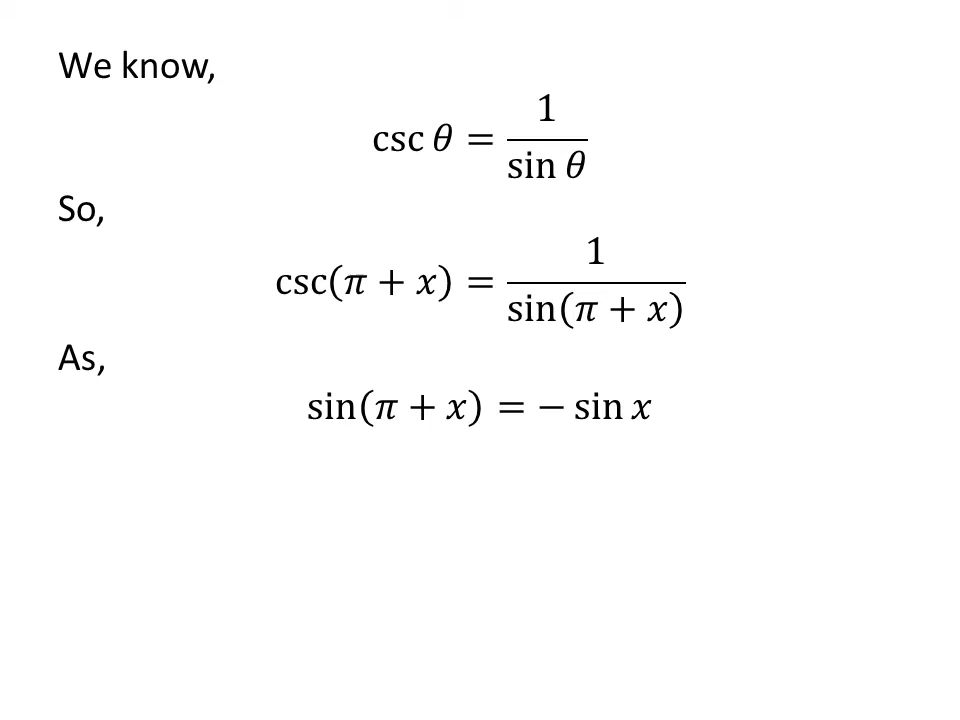 We know,
csc θ = 1/sin θ
So,
csc(π + x) = 1/sin(π + x)
As,
sin(π + x) = − sin x